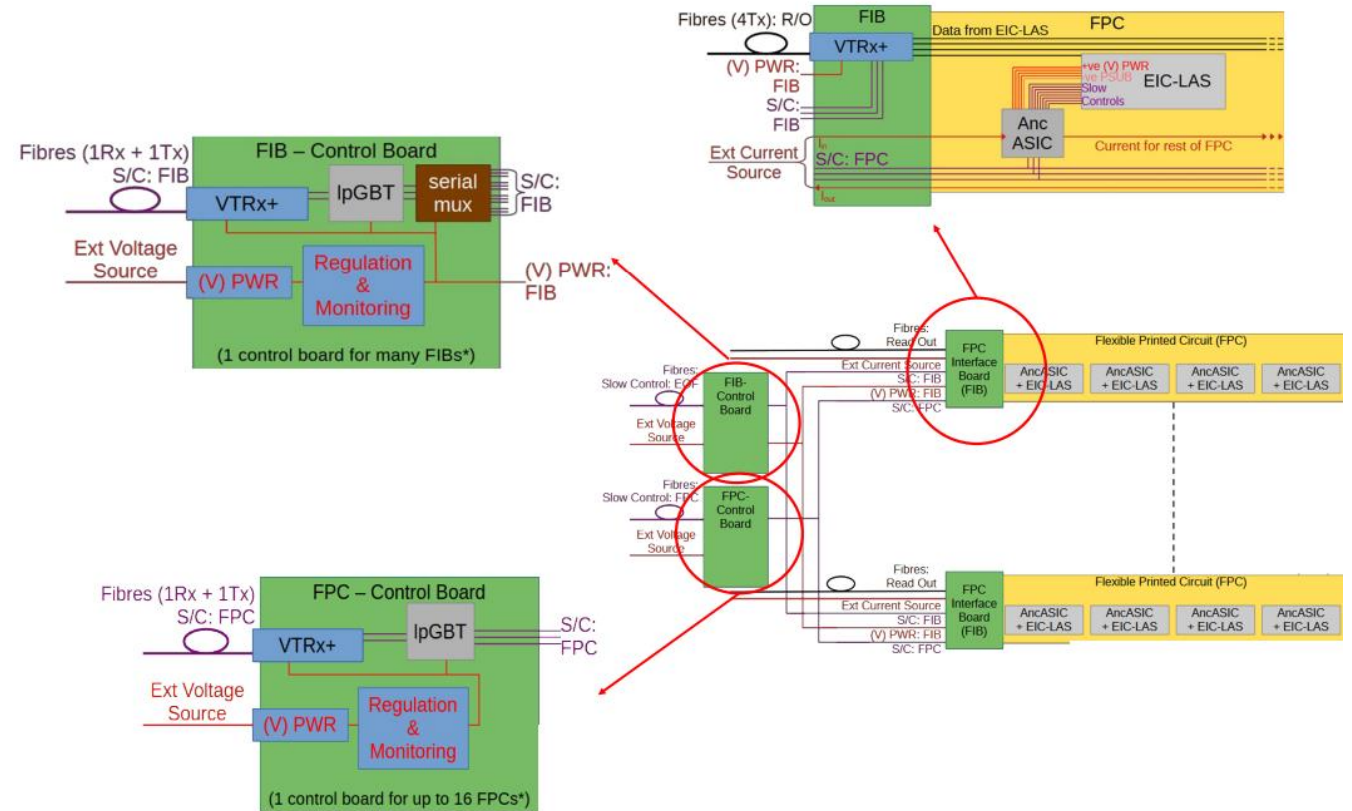 Fibres (4Tx): R/O
FIB
FPC
VTRx+
Data from EIC-LAS
(V) PWR:
FIB
S/C:
FIB
+ve (V) PWR
-ve PSUB
Slow
Controls
EIC-LAS
Anc
ASIC
Ext Current
Source
Iin
S/C: FPC
Iout
Current for rest of FPC
Fibres (1Rx + 1Tx)
S/C: FIB
FIB – Control Board
VTRx+
lpGBT
serial
mux
S/C:
FIB
Ext Voltage
Source
(V) PWR
Regulation
&
Monitoring
(V) PWR:
FIB
(1 control board for many FIBs*)
Fibres:
Read Out
Ext Current Source
S/C: FIB
(V) PWR: FIB
S/C: FPC
FPC
Interface
Board
(FIB)
Flexible Printed Circuit (FPC)
AncASIC
+ EIC-LAS
AncASIC
+ EIC-LAS
AncASIC
+ EIC-LAS
AncASIC
+ EIC-LAS
Fibres:
Slow Control: EOF
Ext Voltage
Source
FIB-
Control
Board
Fibres:
Slow Control: FPC
Ext Voltage
Source
FPC-
Control
Board
Fibres:
Read Out
Ext Current Source
S/C: FIB
(V) PWR: FIB
S/C: FPC
FPC
Interface
Board
(FIB)
Flexible Printed Circuit (FPC)
AncASIC
+ EIC-LAS
AncASIC
+ EIC-LAS
AncASIC
+ EIC-LAS
AncASIC
+ EIC-LAS
Fibres (1Rx + 1Tx)
S/C: FPC
FPC – Control Board
VTRx+
lpGBT
S/C:
FPC
Ext Voltage
Source
(V) PWR
Regulation
&
Monitoring
(1 control board for up to 16 FPCs*)